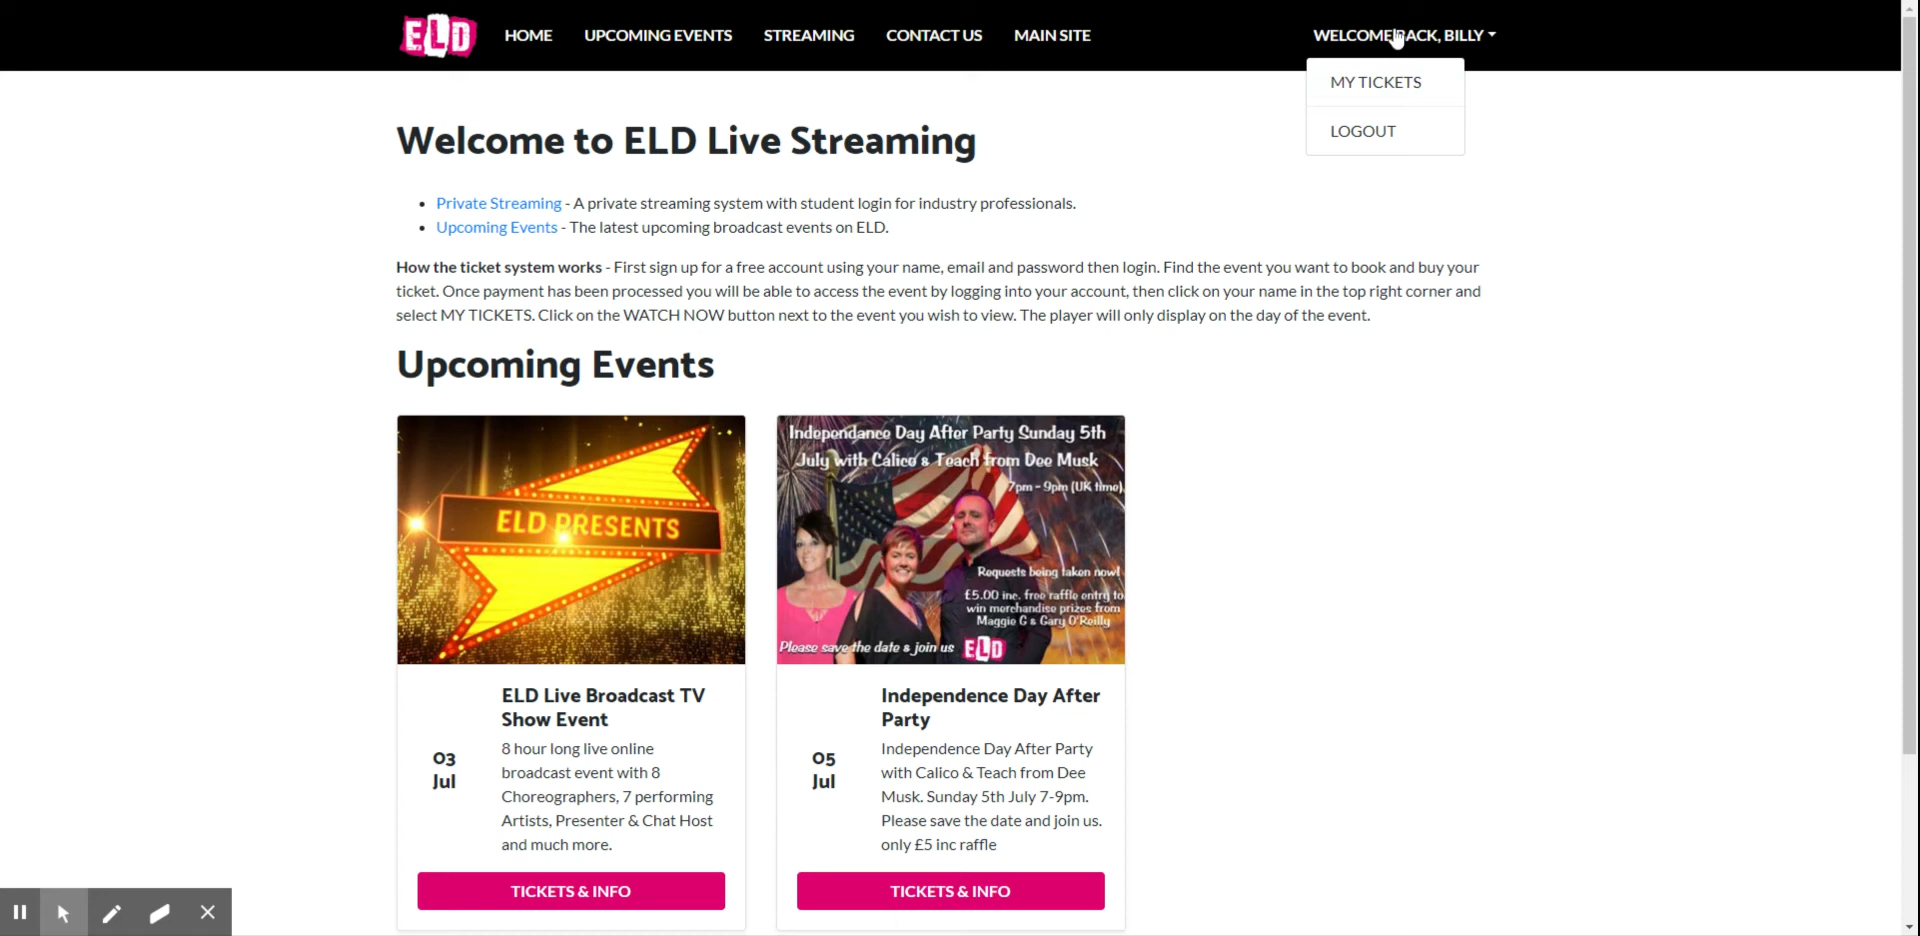 ELD HOME UPCOMING EVENTS STREAMING CONTACT US MAIN SITE WELCOME BACK, BILLY
MY TICKETS
LOGOUT
Welcome to ELD Live Streaming
• Private Streaming - A private streaming system with student login for industry professionals.
• Upcoming Events - The latest upcoming broadcast events on ELD.
How the ticket system works - First sign up for a free account using your name, email and password then login. Find the event you want to book and buy your
ticket. Once payment has been processed you will be able to access the event by logging into your account, then click on your name in the top right corner and
select MY TICKETS. Click on the WATCH NOW button next to the event you wish to view. The player will only display on the day of the event.
Upcoming Events
ELD PRESENTS
Independance Day After Party Sunday 5th
July with Calico & Teach from Dee Musk
7pm - 9pm (UK time)
Requests being taken now!
£5.00 inc. free raffle entry to
win merchandise prizes from
Maggie G & Gary O'Reilly
Please save the date & join us ELD
ELD Live Broadcast TV
Show Event
03
Jul
8 hour long live online
broadcast event with 8
Choreographers, 7 performing
Artists, Presenter & Chat Host
and much more.
TICKETS & INFO
Independence Day After
Party
05
Jul
Independence Day After Party
with Calico & Teach from Dee
Musk. Sunday 5th July 7-9pm.
Please save the date and join us.
only £5 inc raffle
TICKETS & INFO